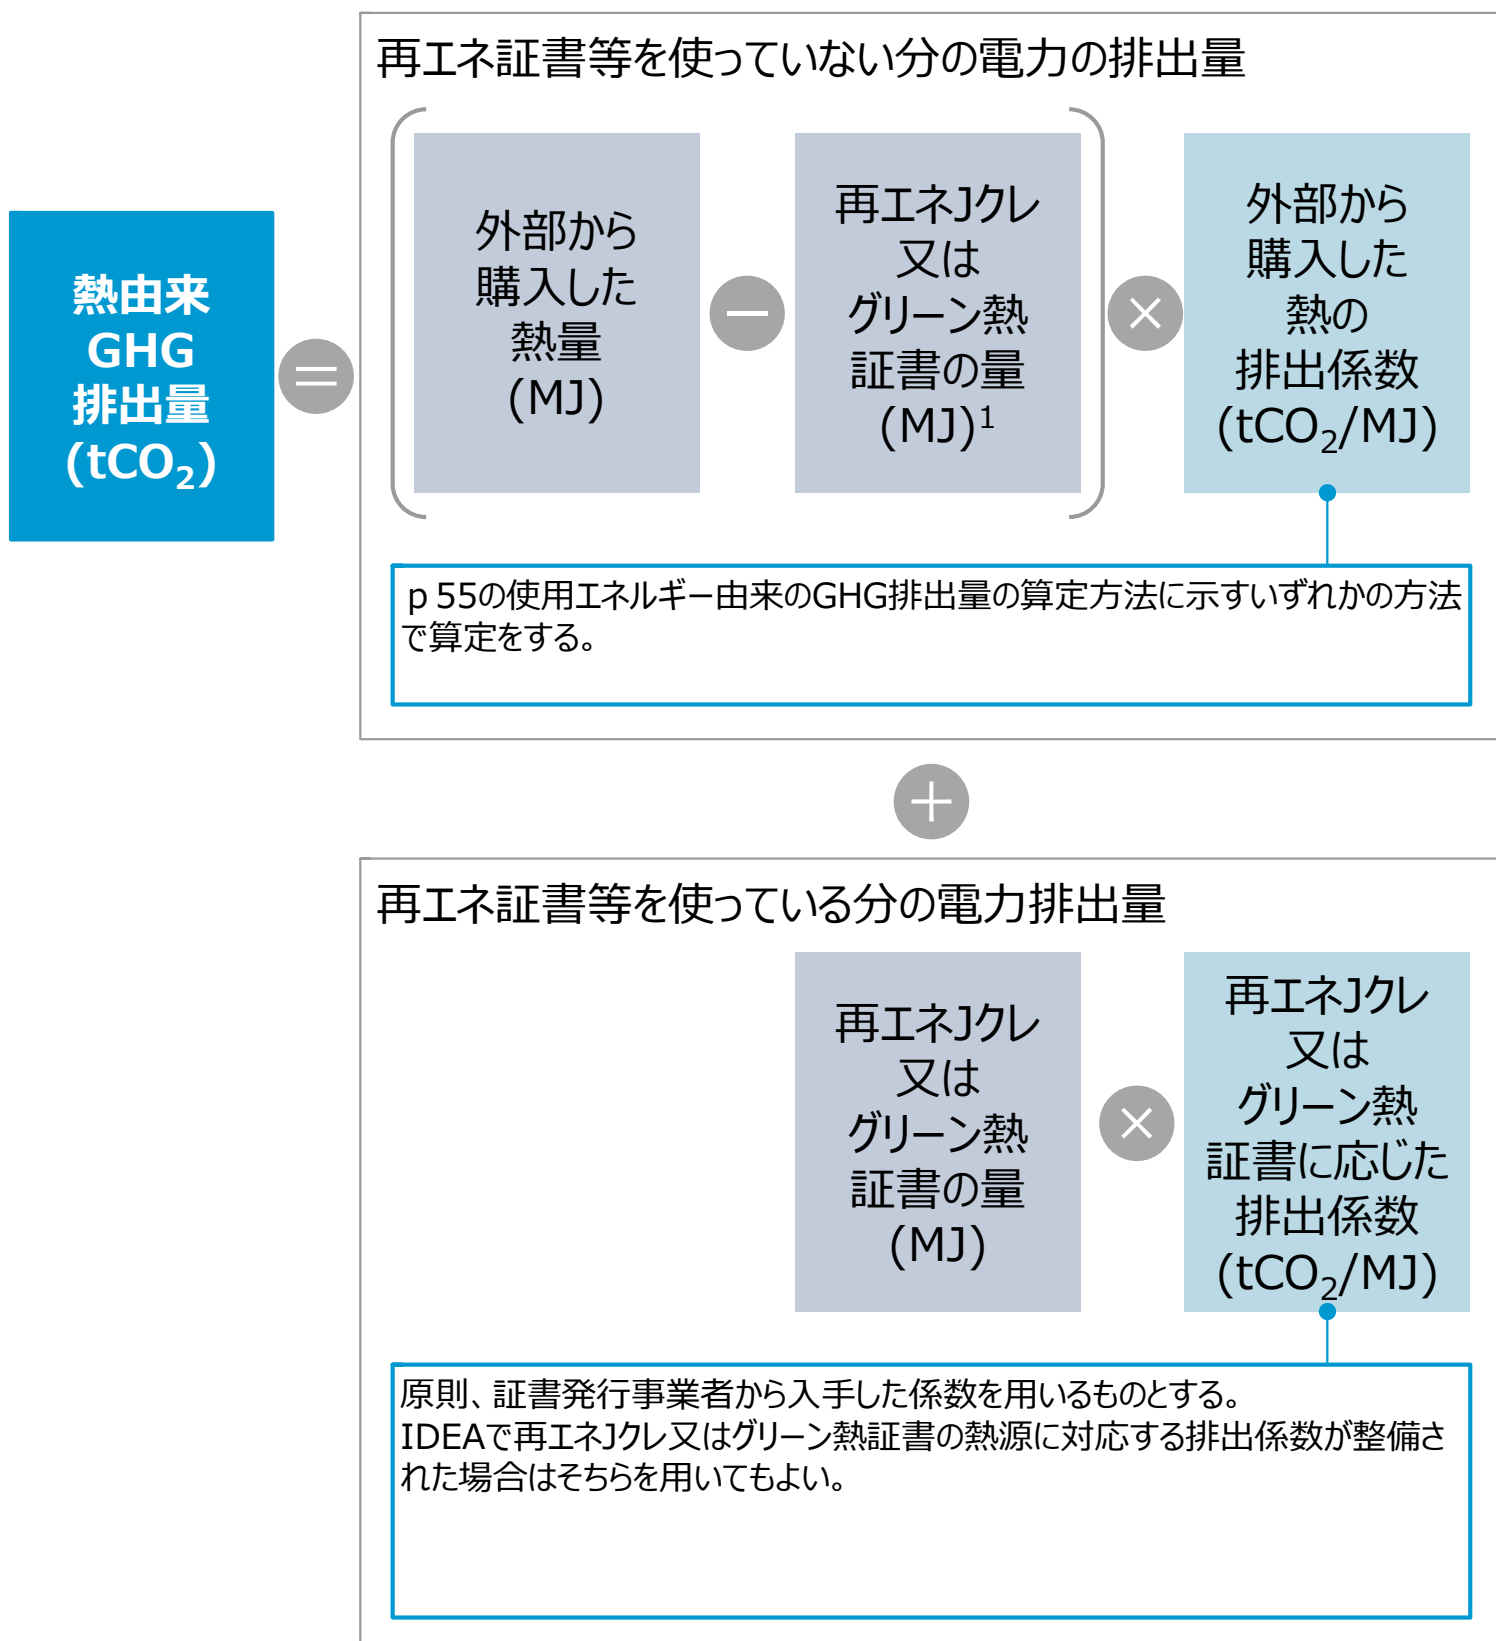 再エネ証書等を使っていない分の電力の排出量
熱由来
GHG
排出量
(tCO₂)
＝
外部から
購入した
熱量
(MJ)
－
再エネJクレ
又は
グリーン熱
証書の量
(MJ)¹
×
外部から
購入した
熱の
排出係数
(tCO₂/MJ)
p 55の使用エネルギー由来のGHG排出量の算定方法に示すいずれかの方法
で算定をする。
＋
再エネ証書等を使っている分の電力排出量
再エネJクレ
又は
グリーン熱
証書の量
(MJ)
×
再エネJクレ
又は
グリーン熱
証書に応じた
排出係数
(tCO₂/MJ)
原則、証書発行事業者から入手した係数を用いるものとする。
IDEAで再エネJクレ又はグリーン熱証書の熱源に対応する排出係数が整備さ
れた場合はそちらを用いてもよい。